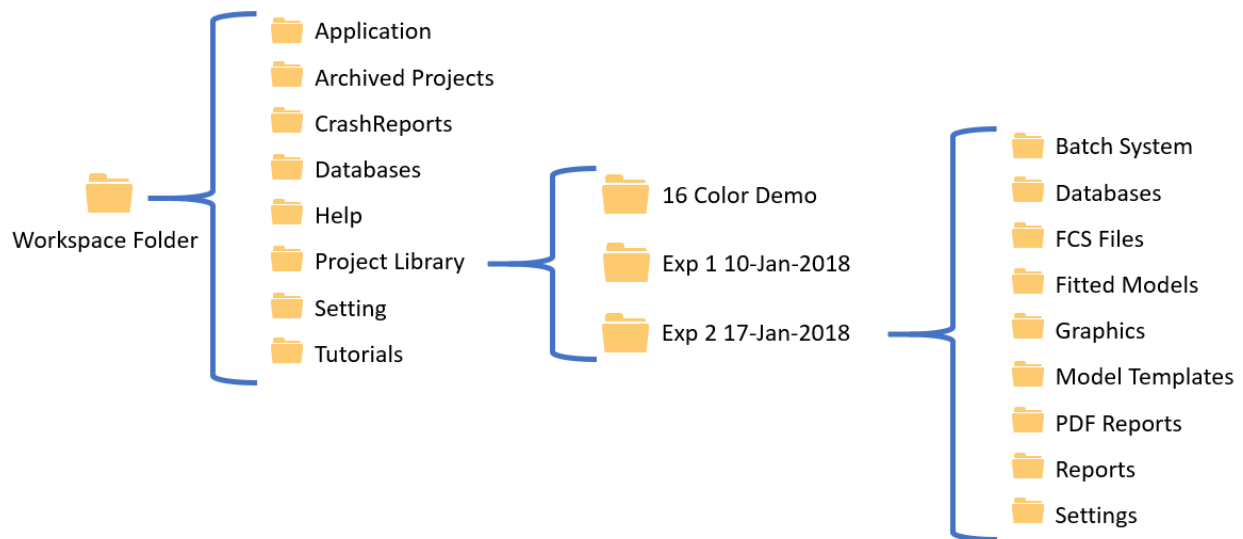 Workspace Folder
Application
Archived Projects
CrashReports
Databases
Help
Project Library
Setting
Tutorials
16 Color Demo
Exp 1 10-Jan-2018
Exp 2 17-Jan-2018
Batch System
Databases
FCS Files
Fitted Models
Graphics
Model Templates
PDF Reports
Reports
Settings